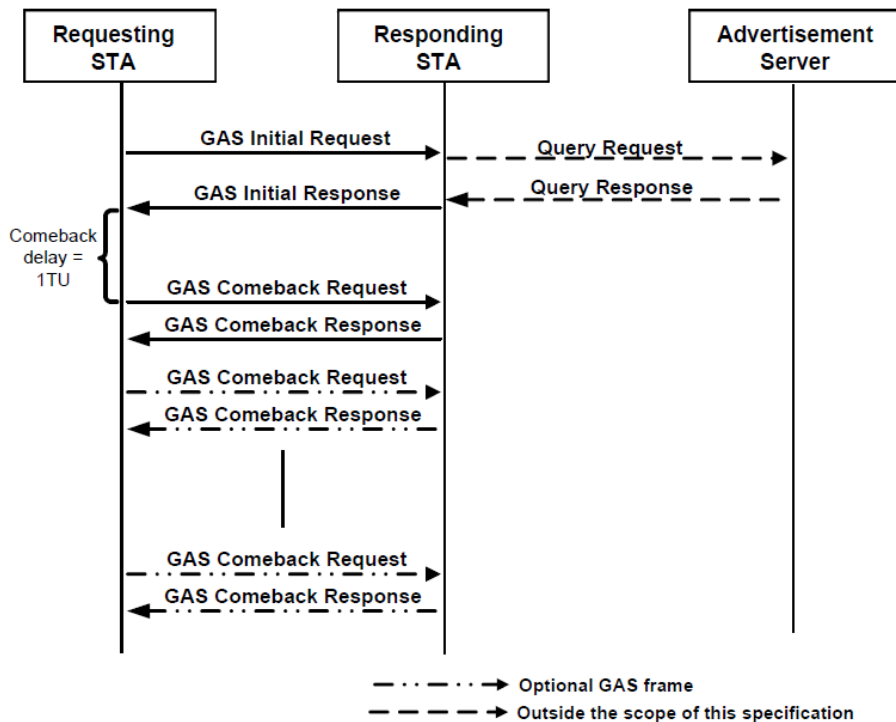 Requesting
STA
Responding
STA
Advertisement
Server
GAS Initial Request
Query Request
GAS Initial Response
Query Response
Comeback
delay =
1TU
GAS Comeback Request
GAS Comeback Response
GAS Comeback Request
GAS Comeback Response
GAS Comeback Request
GAS Comeback Response
Optional GAS frame
Outside the scope of this specification